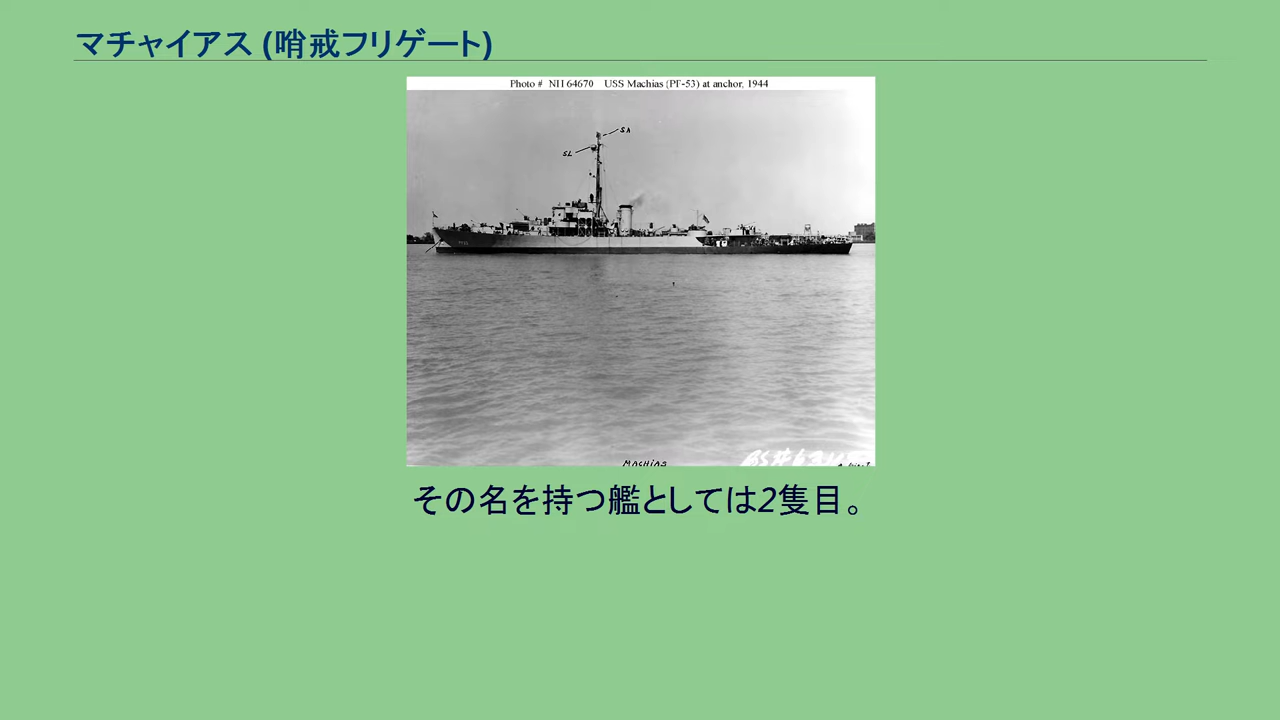 マチャイアス (哨戒フリゲート)
Photo # NH 64670 USS Machias (PF-53) at anchor, 1944
SA
SL
MACHIAS
その名を持つ艦としては2隻目。